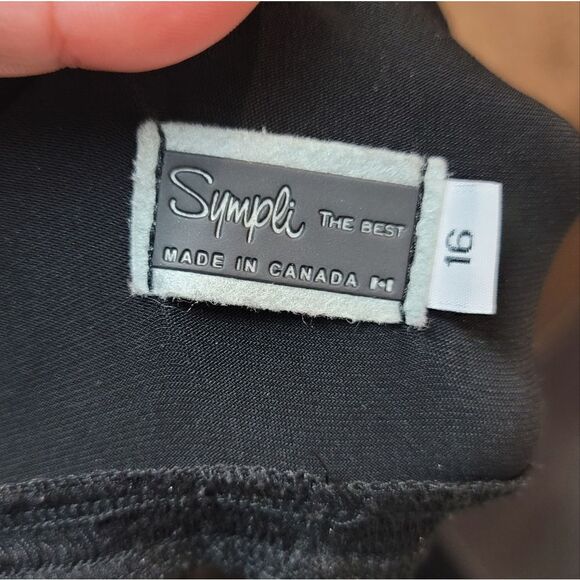 Sympli THE BEST
MADE IN CANADA
16